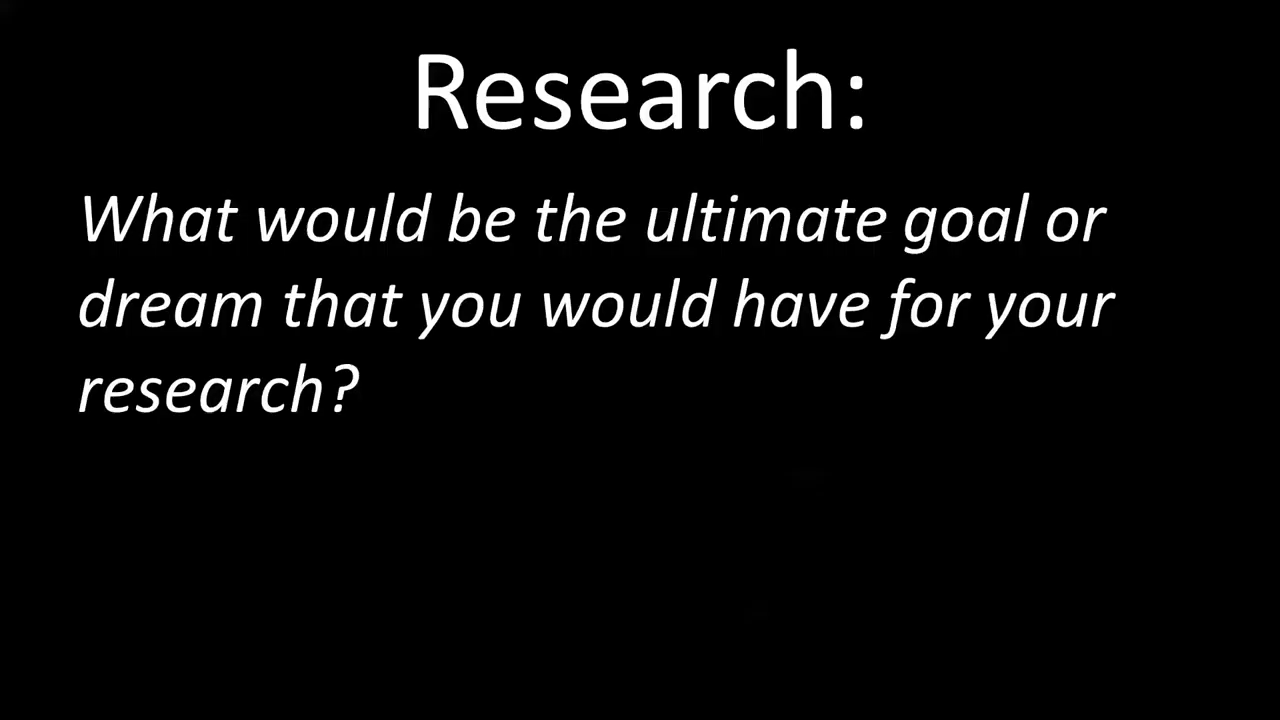 Research:
What would be the ultimate goal or
dream that you would have for your
research?